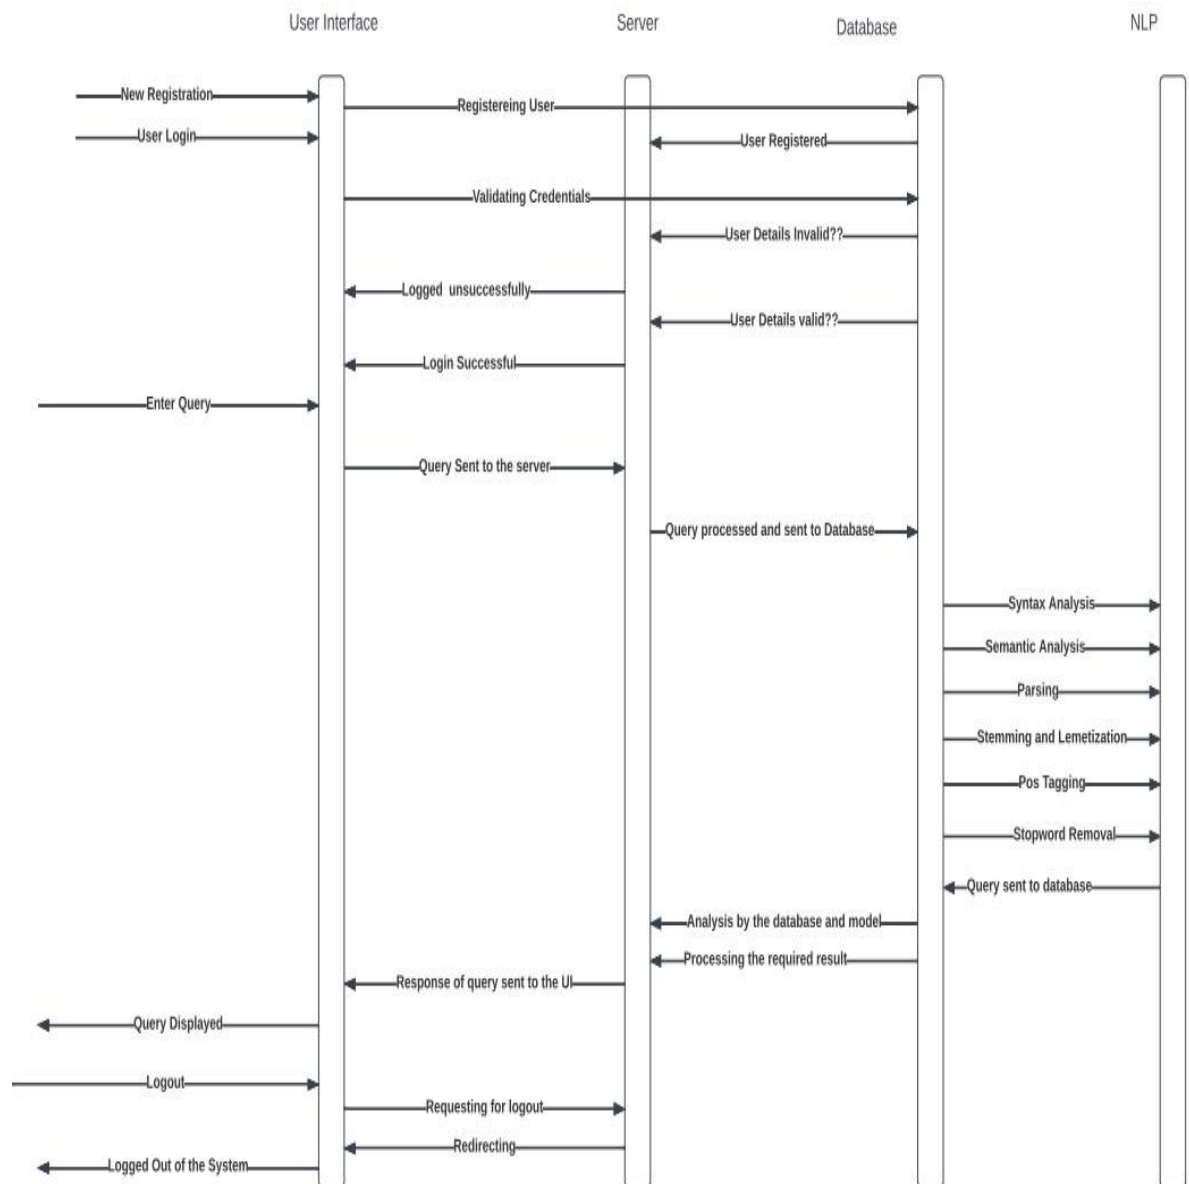 User Interface
Server
Database
NLP
New Registration
Registereing User
User Login
User Registered
Validating Credentials
User Details Invalid??
Logged unsuccessfully
User Details valid??
Login Successful
Enter Query
Query Sent to the server
Query processed and sent to Database
Syntax Analysis
Semantic Analysis
Parsing
Stemming and Lemetization
Pos Tagging
Stopword Removal
Query sent to database
Analysis by the database and model
Processing the required result
Response of query sent to the UI
Query Displayed
Logout
Requesting for logout
Redirecting
Logged Out of the System